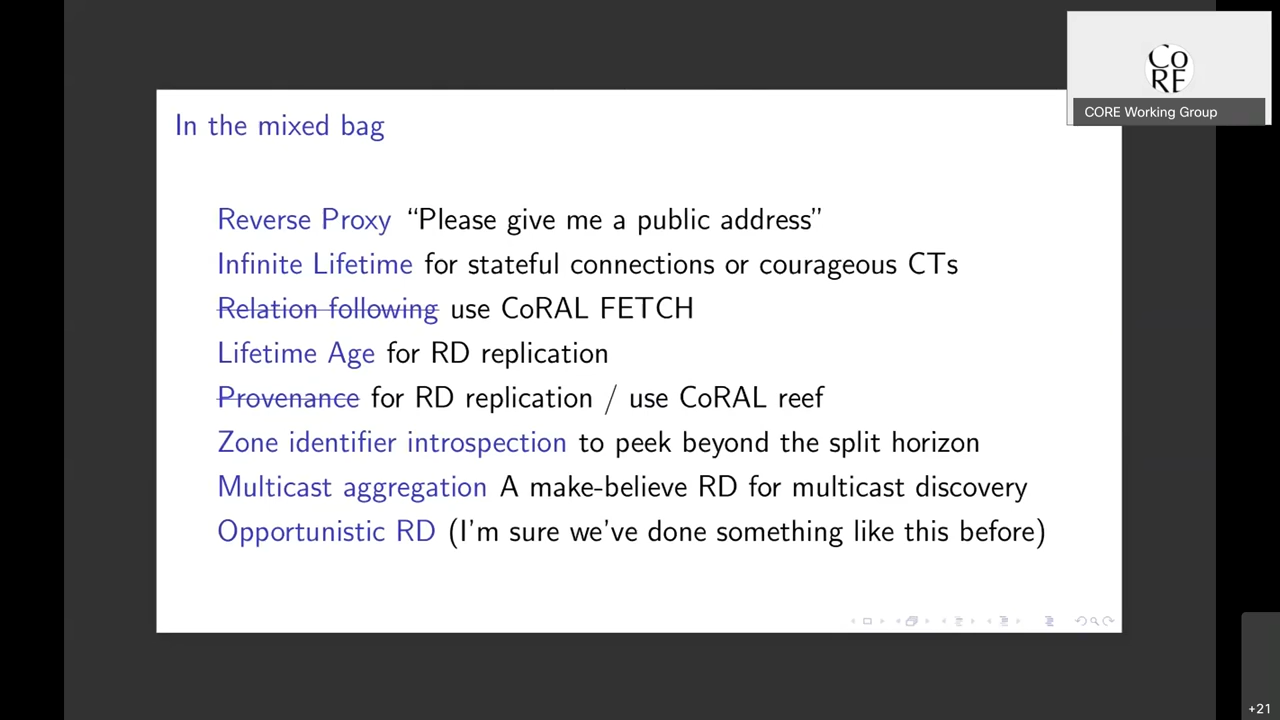 In the mixed bag
Reverse Proxy “Please give me a public address”
Infinite Lifetime for stateful connections or courageous CTs
Relation following use CoRAL FETCH
Lifetime Age for RD replication
Provenance for RD replication / use CoRAL reef
Zone identifier introspection to peek beyond the split horizon
Multicast aggregation A make-believe RD for multicast discovery
Opportunistic RD (I'm sure we've done something like this before)
Co
RE
CORE Working Group
+21